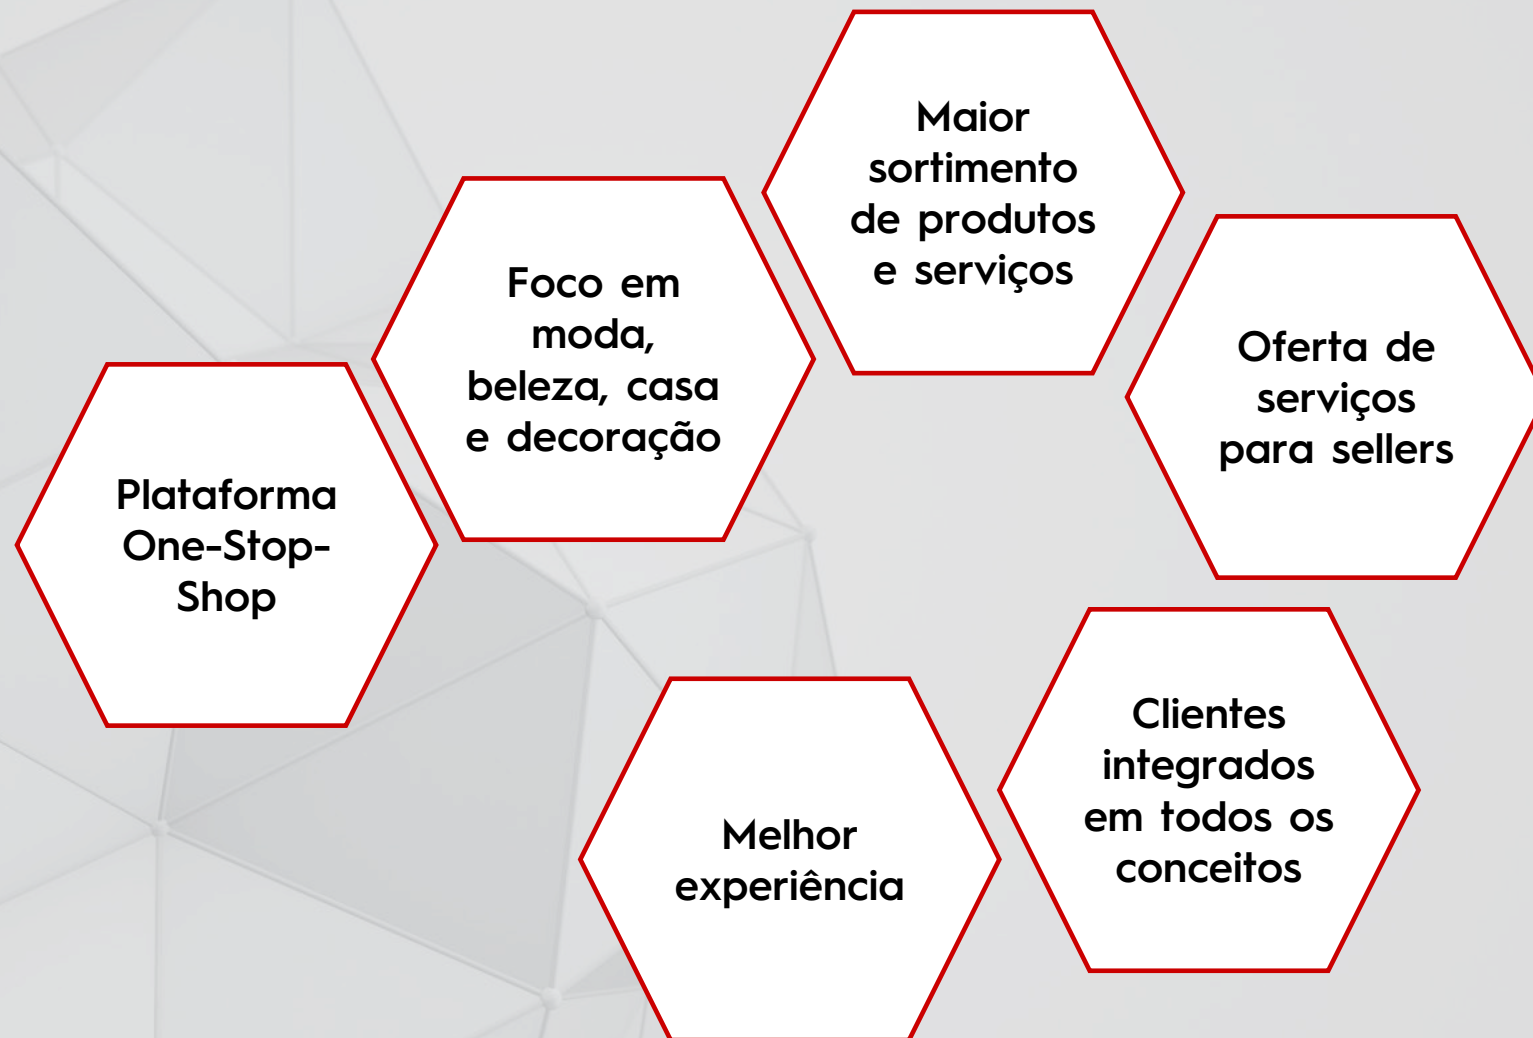 Plataforma
One-Stop-
Shop
Foco em
moda,
beleza, casa
e decoração
Maior
sortimento
de produtos
e serviços
Oferta de
serviços
para sellers
Clientes
integrados
em todos os
conceitos
Melhor
experiência